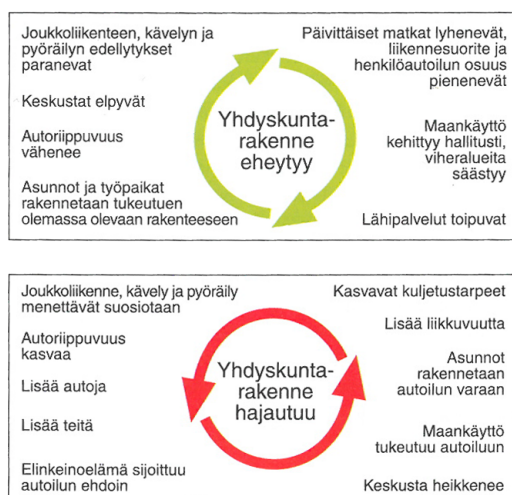 Joukkoliikenteen, kävelyn ja
pyöräilyn edellytykset
paranevat
Keskustat elpyvät
Autoriippuvuus
vähenee
Asunnot ja työpaikat
rakennetaan tukeutuen
olemassa olevaan rakenteeseen
Yhdyskunta-
rakenne
eheytyy
Päivittäiset matkat lyhenevät,
liikennesuorite ja
henkilöautoilun osuus
pienenevät
Maankäyttö
kehittyy hallitusti,
viheralueita
säästyy
Lähipalvelut toipuvat
Joukkoliikenne, kävely ja pyöräily
menettävät suosiotaan
Autoriippuvuus
kasvaa
Lisää autoja
Lisää teitä
Elinkeinoelämä sijoittuu
autoilun ehdoin
Yhdyskunta-
rakenne
hajautuu
Kasvavat kuljetustarpeet
Lisää liikkuvuutta
Asunnot
rakennetaan
autoilun varaan
Maankäyttö
tukeutuu autoiluun
Keskusta heikkenee